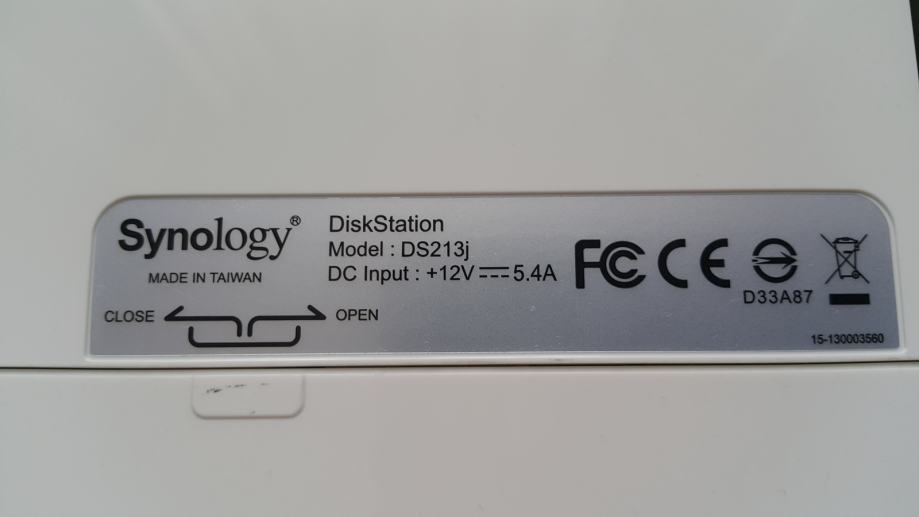 Synology®
MADE IN TAIWAN
CLOSE OPEN
DiskStation
Model : DS213j
DC Input : +12V⎓5.4A
FC CE
D33A87
15-130003560